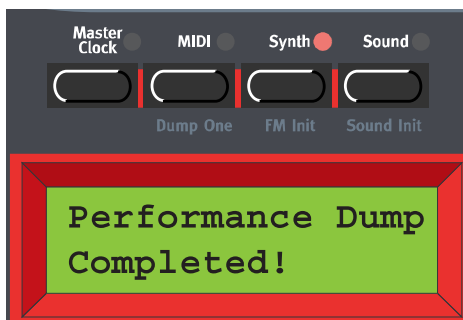 Master Clock MIDI Synth Sound
Dump One FM Init Sound Init
Performance Dump
Completed!